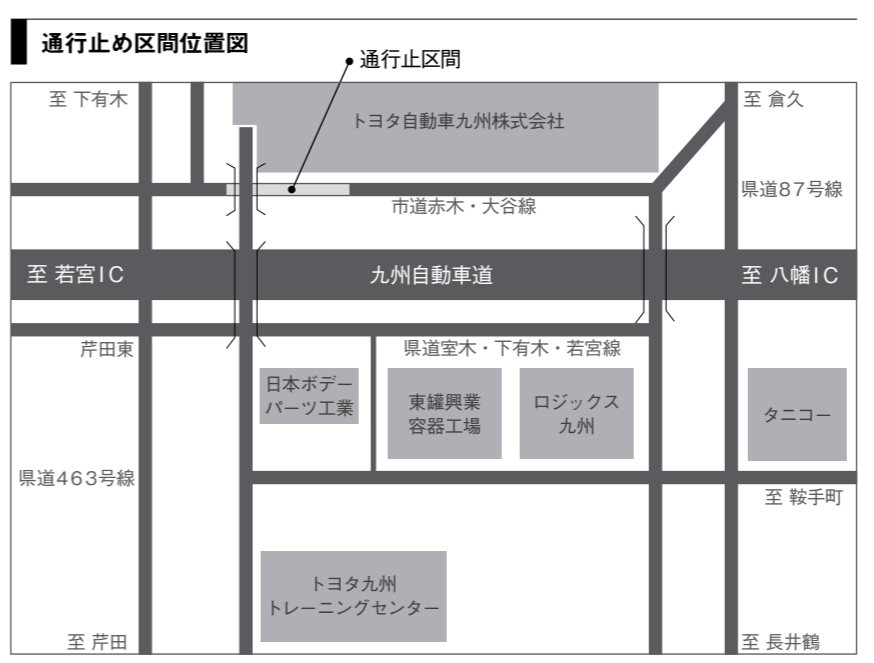 通行止め区間位置図
通行止区間
至 下有木
トヨタ自動車九州株式会社
至 倉久
県道87号線
市道赤木・大谷線
至 若宮IC
九州自動車道
至 八幡IC
芹田東
県道室木・下有木・若宮線
日本ボデー
パーツ工業
東罐興業
容器工場
ロジックス
九州
タニコー
県道463号線
至 鞍手町
トヨタ九州
トレーニングセンター
至 芹田
至 長井鶴